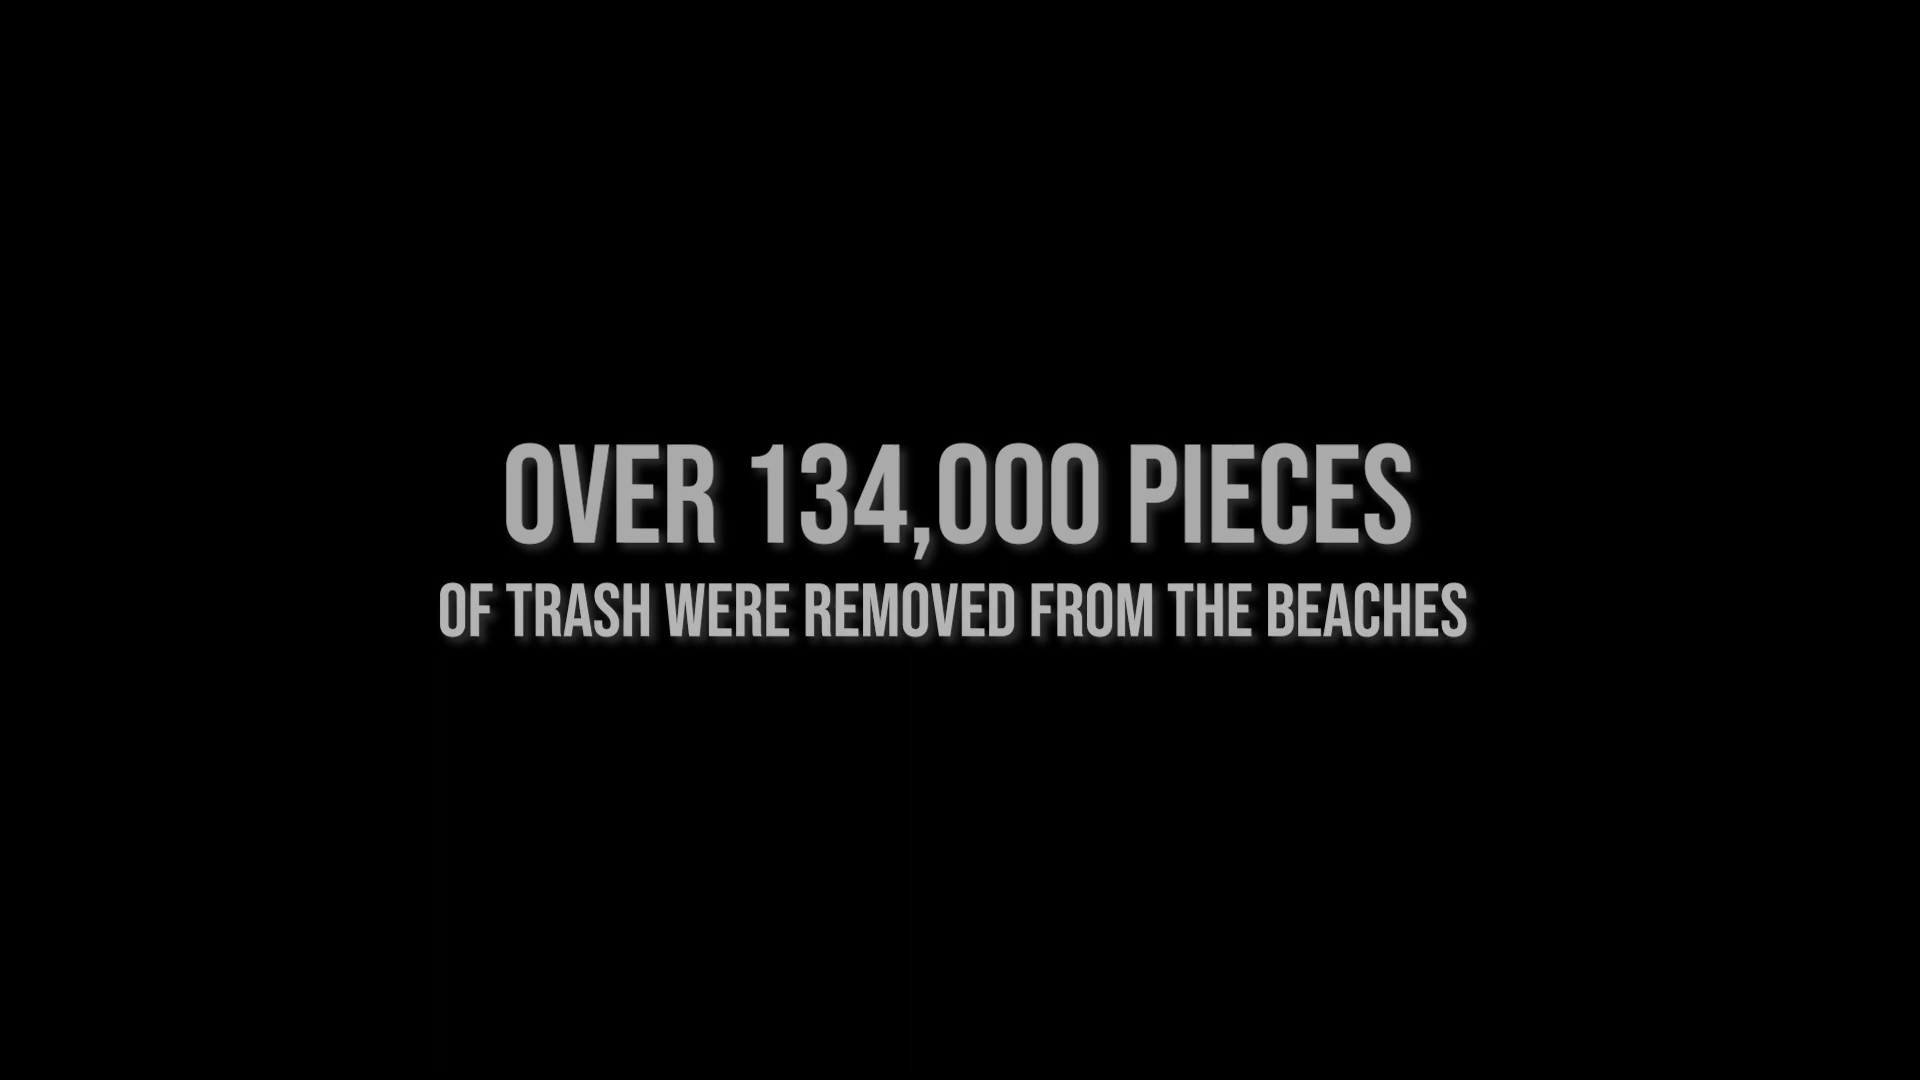 OVER 134,000 PIECES
OF TRASH WERE REMOVED FROM THE BEACHES